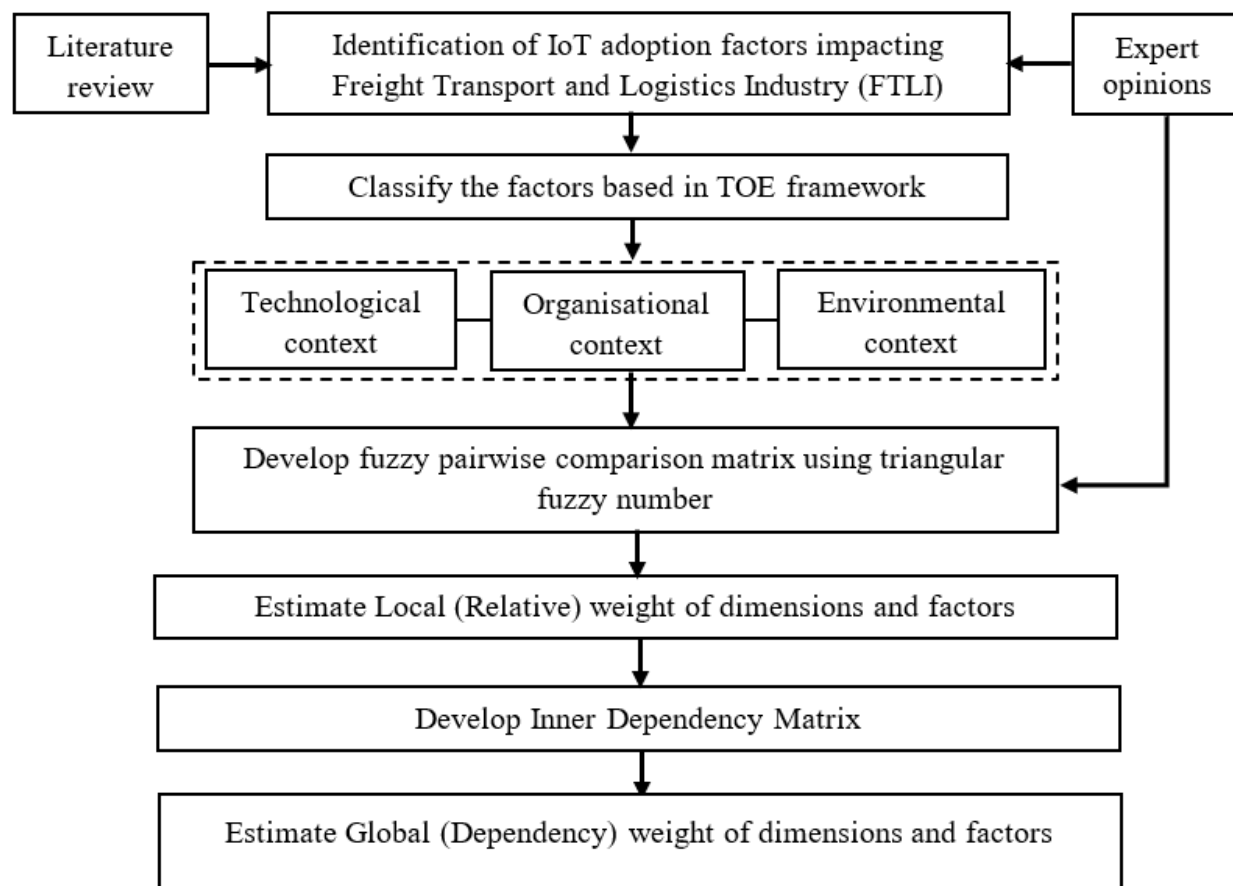 Literature
review
Identification of IoT adoption factors impacting
Freight Transport and Logistics Industry (FTLI)
Expert
opinions
Classify the factors based in TOE framework
Technological
context
Organisational
context
Environmental
context
Develop fuzzy pairwise comparison matrix using triangular
fuzzy number
Estimate Local (Relative) weight of dimensions and factors
Develop Inner Dependency Matrix
Estimate Global (Dependency) weight of dimensions and factors